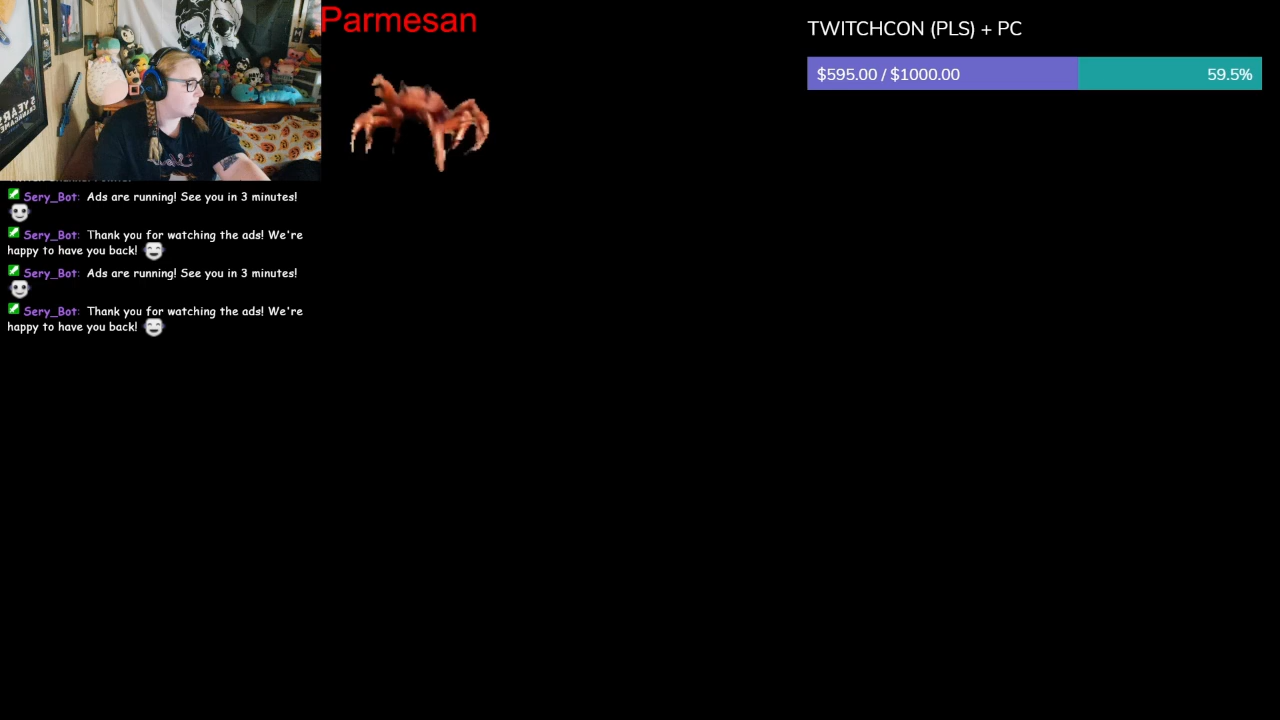 Parmesan
TWITCHCON (PLS) + PC
$595.00 / $1000.00 59.5%
Sery_Bot: Ads are running! See you in 3 minutes!
Sery_Bot: Thank you for watching the ads! We're
happy to have you back!
Sery_Bot: Ads are running! See you in 3 minutes!
Sery_Bot: Thank you for watching the ads! We're
happy to have you back!
5 YEARS